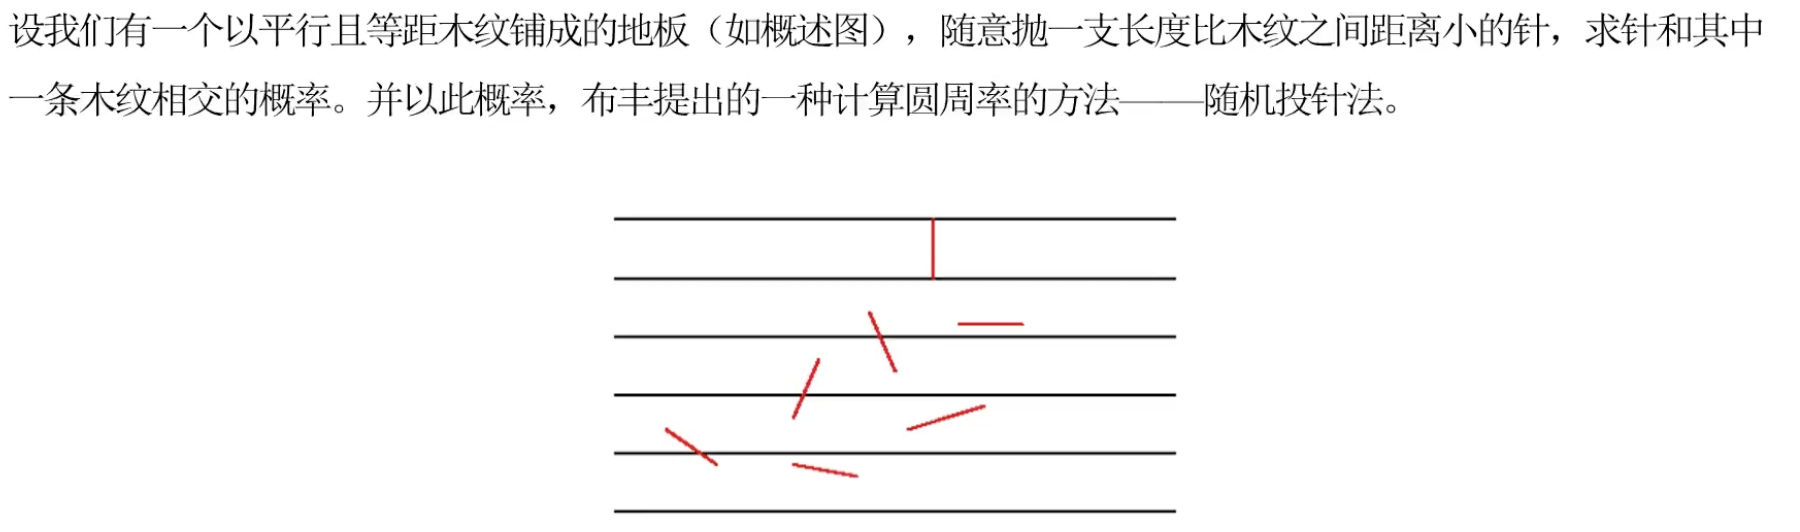 设我们有一个以平行且等距木纹铺成的地板（如概述图），随意抛一支长度比木纹之间距离小的针，求针和其中
一条木纹相交的概率。并以此概率，布丰提出的一种计算圆周率的方法——随机投针法。